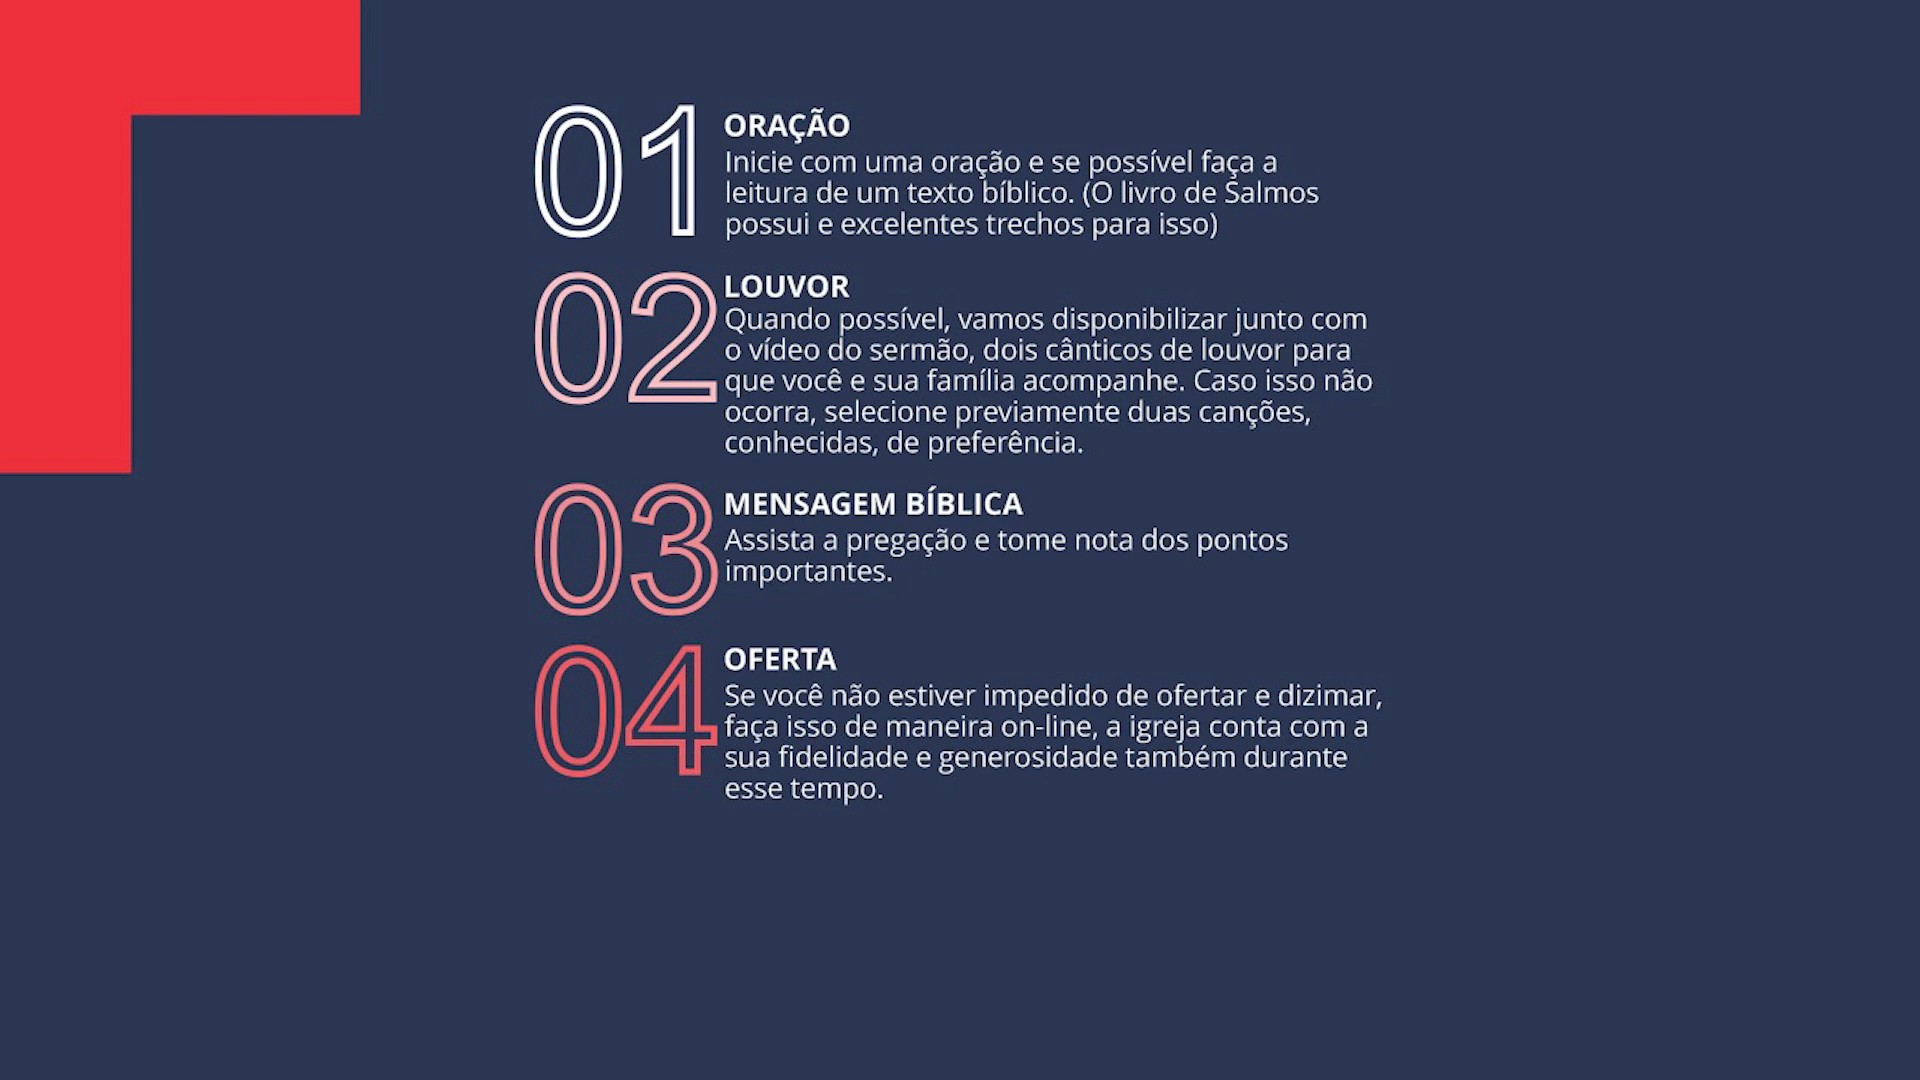 01
ORAÇÃO
Inicie com uma oração e se possível faça a
leitura de um texto bíblico. (O livro de Salmos
possui e excelentes trechos para isso)
02
LOUVOR
Quando possível, vamos disponibilizar junto com
o vídeo do sermão, dois cânticos de louvor para
que você e sua família acompanhe. Caso isso não
ocorra, selecione previamente duas canções,
conhecidas, de preferência.
03
MENSAGEM BÍBLICA
Assista a pregação e tome nota dos pontos
importantes.
04
OFERTA
Se você não estiver impedido de ofertar e dizimar,
faça isso de maneira on-line, a igreja conta com a
sua fidelidade e generosidade também durante
esse tempo.